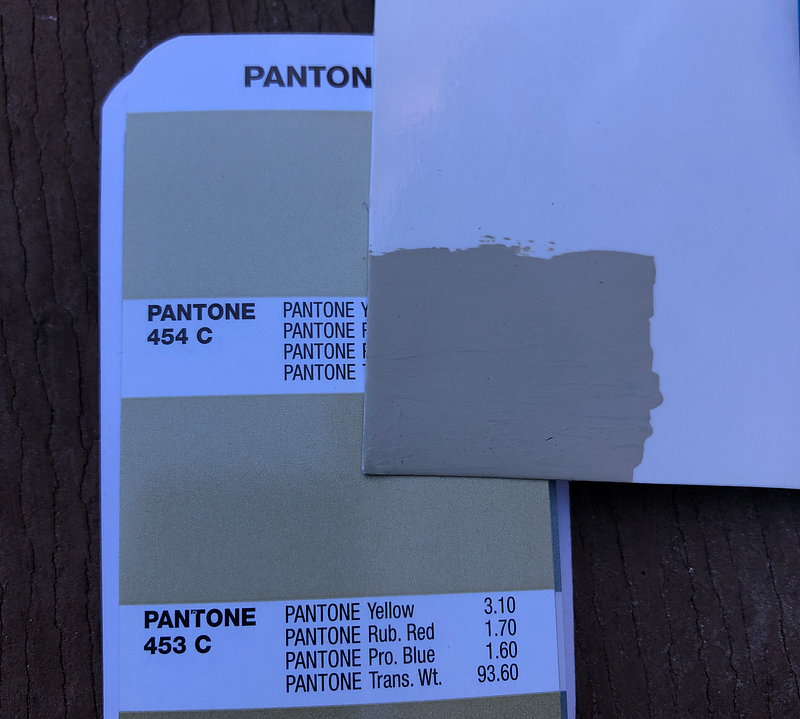 PANTON
PANTONE
454 C
PANTONE Y
PANTONE
PANTONE
PANTONE
PANTONE
453 C
PANTONE Yellow 3.10
PANTONE Rub. Red 1.70
PANTONE Pro. Blue 1.60
PANTONE Trans. Wt. 93.60